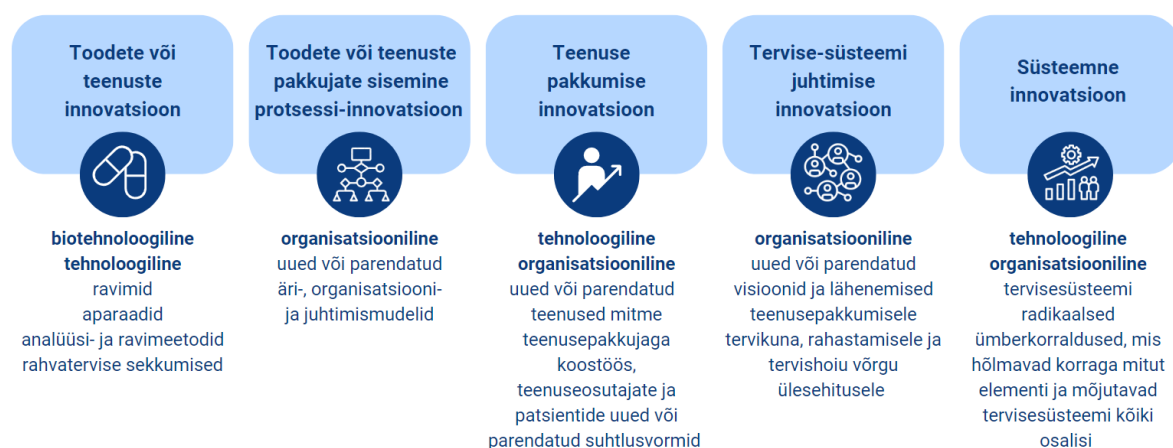 Toodete või
teenuste
innovatsioon
biotehnoloogiline
tehnoloogiline
ravimid
aparaadid
analüüsi- ja ravimeetodid
rahvatervise sekkumised
Toodete või teenuste
pakkujate sisemine
protsessi-innovatsioon
organisatsiooniline
uued või parendatud
äri-, organisatsiooni-
ja juhtimismudelid
Teenuse
pakkumise
innovatsioon
tehnoloogiline
organisatsiooniline
uued või parendatud
teenused mitme
teenusepakkujaga
koostöös,
teenuseosutajate ja
patsientide uued või
parendatud suhtlusvormid
Tervise-süsteemi
juhtimise
innovatsioon
organisatsiooniline
uued või parendatud
visioonid ja lähenemised
teenusepakkumisele
tervikuna, rahastamisele ja
tervishoiu võrgu
ülesehitusele
Süsteemne
innovatsioon
tehnoloogiline
organisatsiooniline
tervisesüsteemi
radikaalsed
ümberkorraldused, mis
hõlmavad korraga mitut
elementi ja mõjutavad
tervisesüsteemi kõiki
osalisi